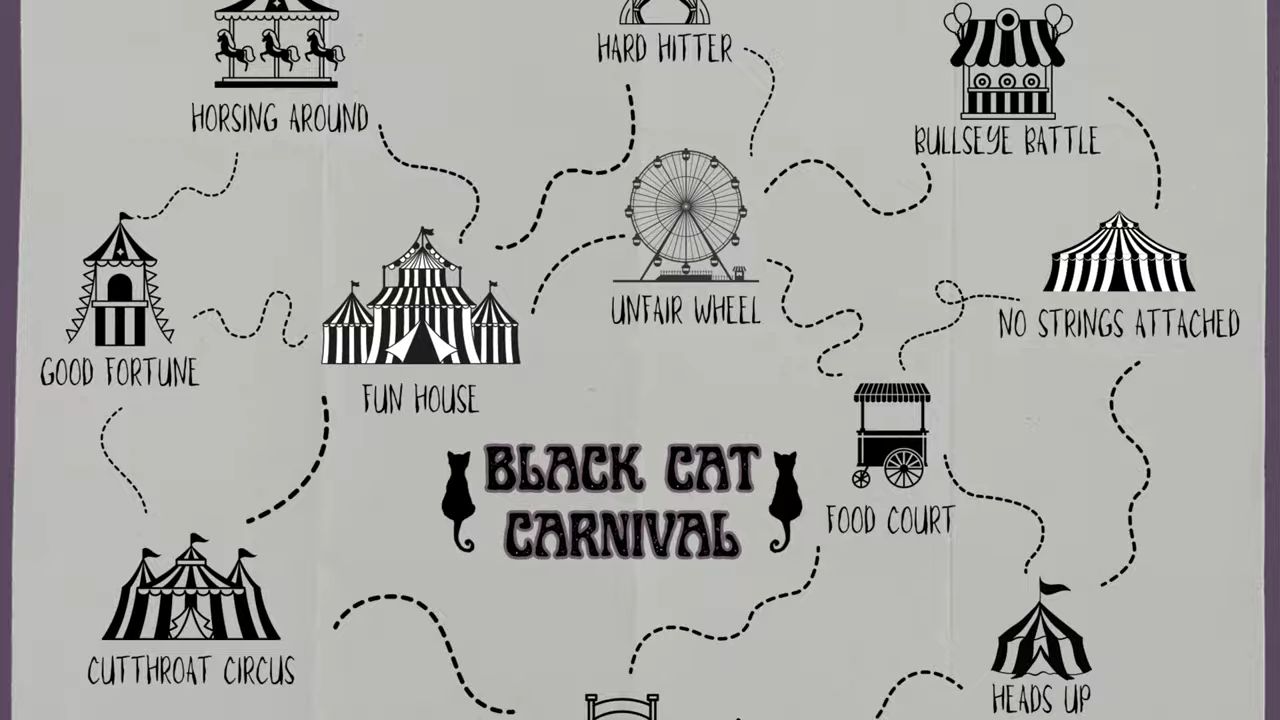 HARD HITTER
HORSING AROUND
BULLSEYE BATTLE
UNFAIR WHEEL
NO STRINGS ATTACHED
GOOD FORTUNE
FUN HOUSE
BLACK CAT
CARNIVAL
FOOD COURT
CUTTHROAT CIRCUS
HEADS UP